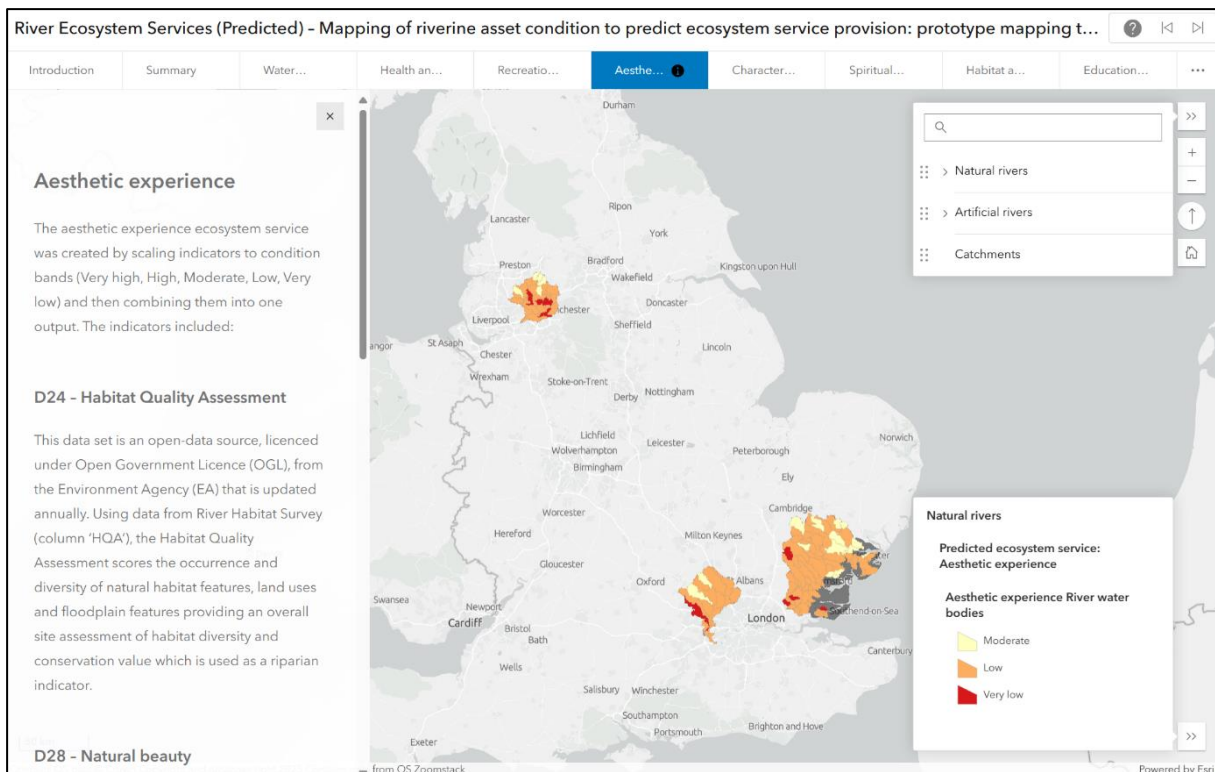 River Ecosystem Services (Predicted) – Mapping of riverine asset condition to predict ecosystem service provision: prototype mapping t...
Introduction
Summary
Water...
Health an...
Recreatio...
Aesthe...
Character...
Spiritual...
Habitat a...
Education...
Aesthetic experience
The aesthetic experience ecosystem service
was created by scaling indicators to condition
bands (Very high, High, Moderate, Low, Very
low) and then combining them into one
output. The indicators included:
D24 – Habitat Quality Assessment
This data set is an open-data source, licenced
under Open Government Licence (OGL), from
the Environment Agency (EA) that is updated
annually. Using data from River Habitat Survey
(column ‘HQA’), the Habitat Quality
Assessment scores the occurrence and
diversity of natural habitat features, land uses
and floodplain features providing an overall
site assessment of habitat diversity and
conservation value which is used as a riparian
indicator.
D28 – Natural beauty
Durham
Ripon
Lancaster
York
Preston
Bradford
Wakefield
Kingston upon Hull
chester
Doncaster
Liverpool
Sheffield
angor
St Asaph
Chester
Lincoln
Wrexham
Stoke-on-Trent
Nottingham
Derby
Lichfield
Wolverhampton
Leicester
Peterborough
Norwich
Birmingham
Ely
Worcester
Cambridge
Hereford
Milton Keynes
Gloucester
Oxford
St Albans
ter
Swansea
Newport
Cardiff
London
Southend-on-Sea
Bristol
Bath
Canterbury
Wells
Salisbury
Winchester
Southampton
Portsmouth
Brighton and Hove
Exeter
from OS Zoomstack
Natural rivers
Artificial rivers
Catchments
Natural rivers
Predicted ecosystem service:
Aesthetic experience
Aesthetic experience River water
bodies
Moderate
Low
Very low
Powered by Esri